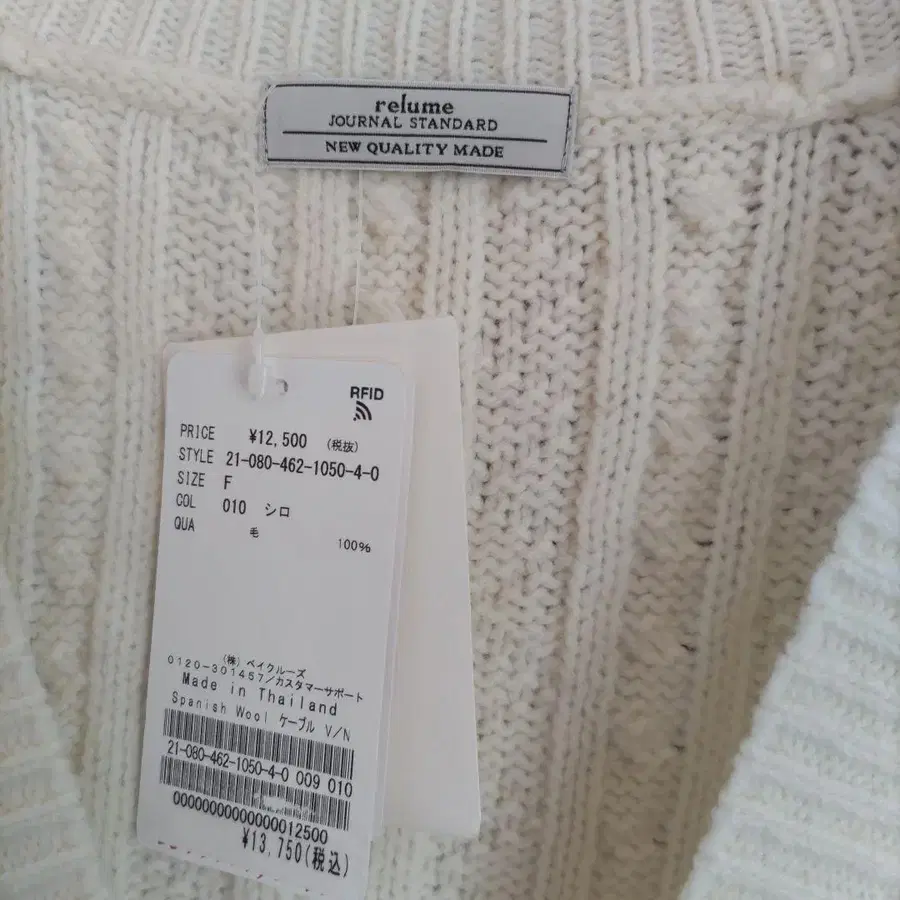 relume
JOURNAL STANDARD
NEW QUALITY MADE
RFID
PRICE ¥12,500 (税抜)
STYLE 21-080-462-1050-4-0
SIZE F
COL 010 シロ
QUA 毛 100%
(株) ベイクルーズ
0120-301457/カスタマーサポート
Made in Thailand
Spanish Wool ケーブル V/N
21-080-462-1050-4-0 009 010
0000000000000012500
¥13,750(税込)